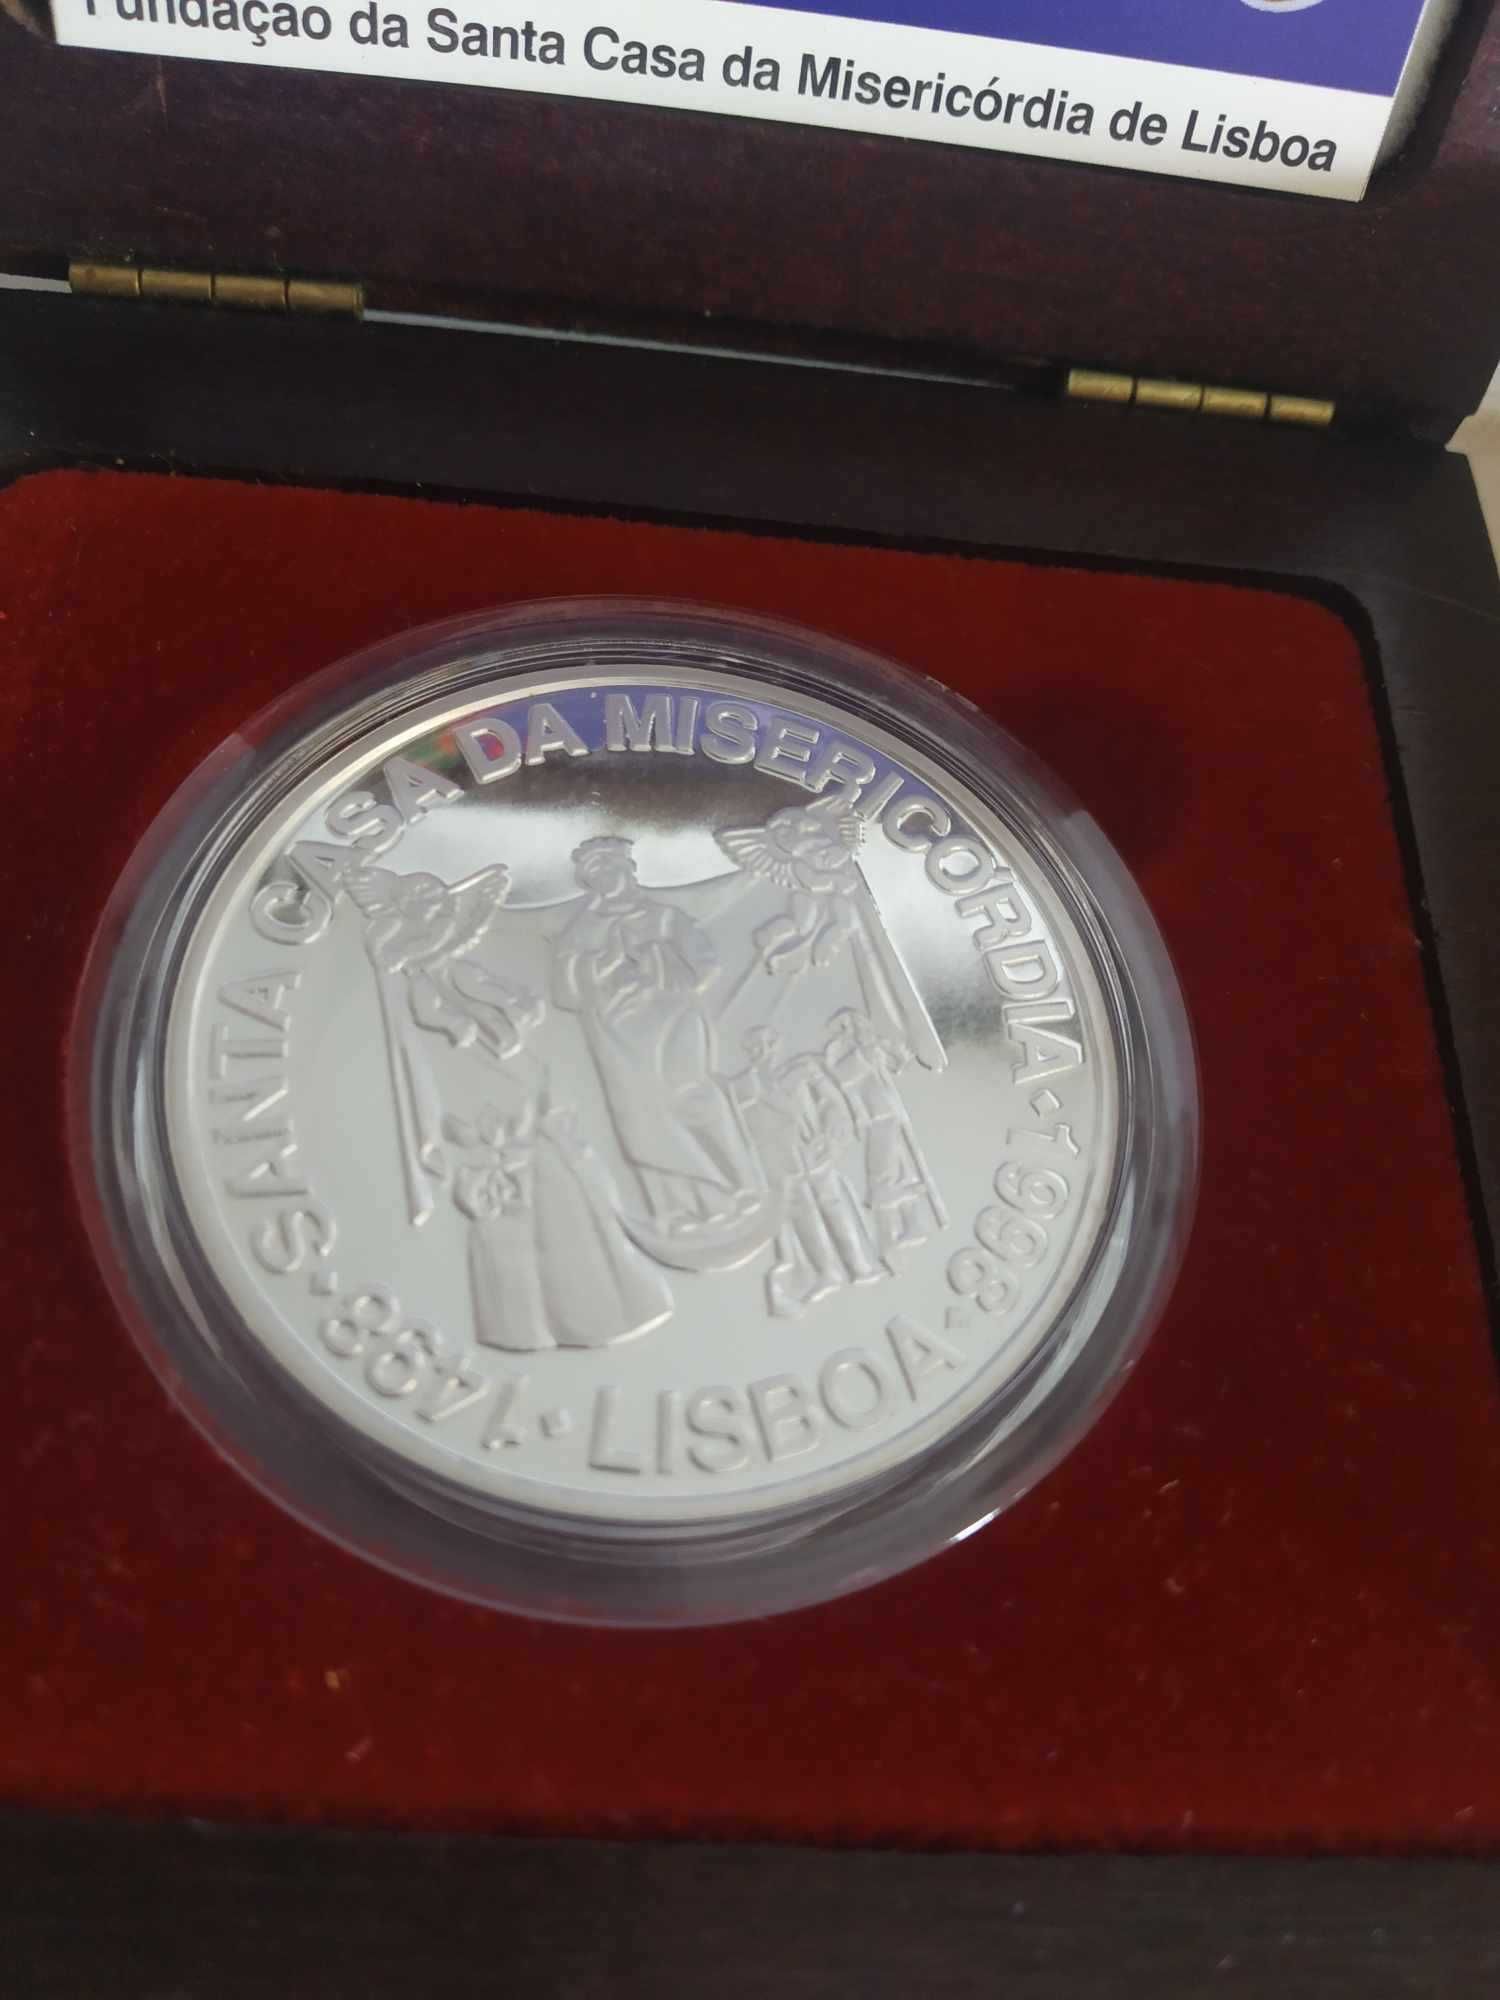 Fundação da Santa Casa da Misericórdia de Lisboa
SANTA CASA DA MISERICÓRDIA · 1998 · LISBOA · 1498 ·